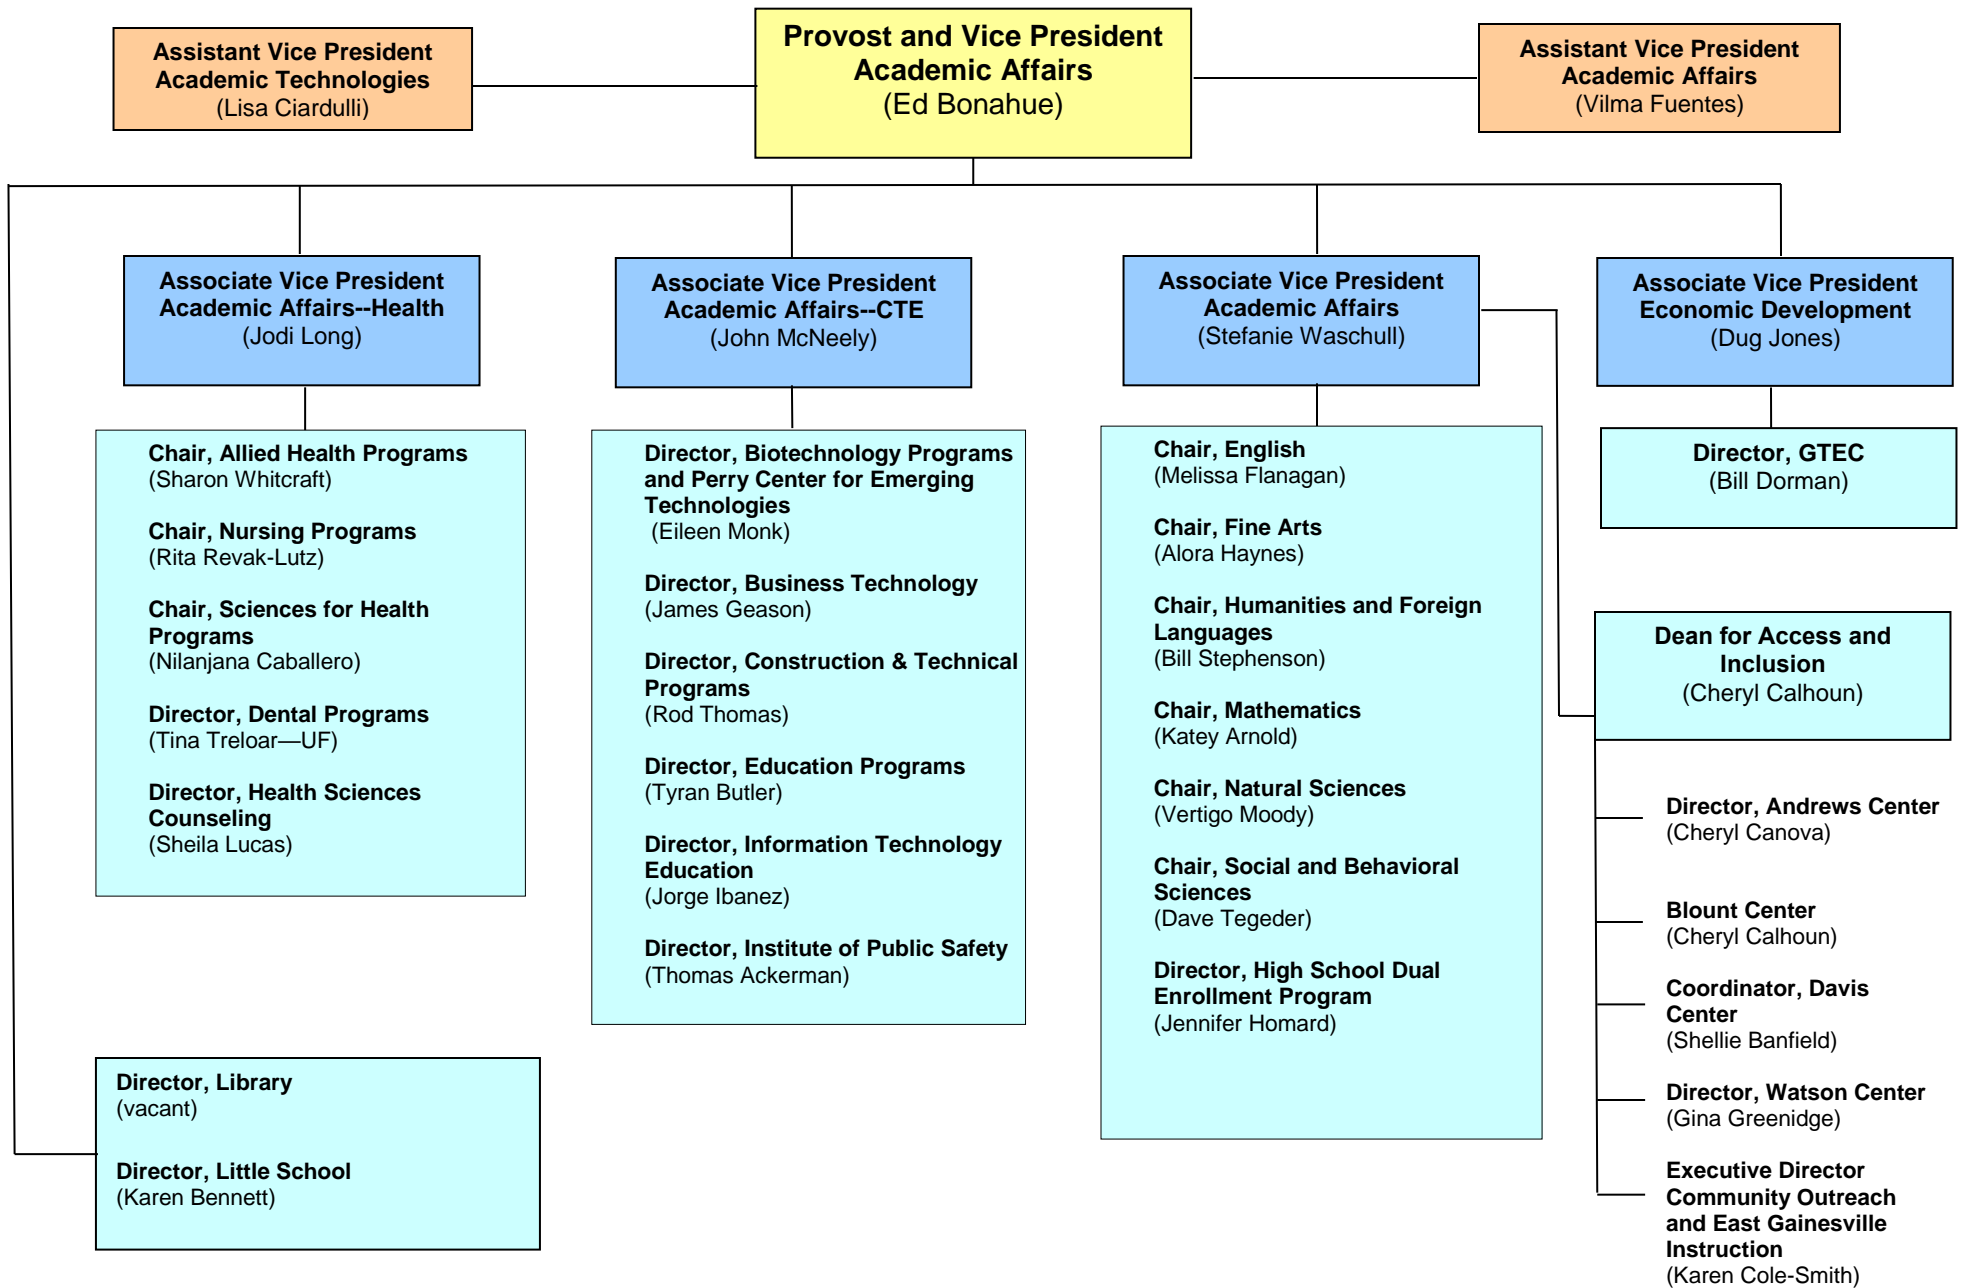 Assistant Vice President
Academic Technologies
(Lisa Ciardulli)
Provost and Vice President
Academic Affairs
(Ed Bonahue)
Assistant Vice President
Academic Affairs
(Vilma Fuentes)
Associate Vice President
Academic Affairs--Health
(Jodi Long)
Associate Vice President
Academic Affairs--CTE
(John McNeely)
Associate Vice President
Academic Affairs
(Stefanie Waschull)
Associate Vice President
Economic Development
(Dug Jones)
Chair, Allied Health Programs
(Sharon Whitcraft)
Chair, Nursing Programs
(Rita Revak-Lutz)
Chair, Sciences for Health
Programs
(Nilanjana Caballero)
Director, Dental Programs
(Tina Treloar—UF)
Director, Health Sciences
Counseling
(Sheila Lucas)
Director, Biotechnology Programs
and Perry Center for Emerging
Technologies
(Eileen Monk)
Director, Business Technology
(James Geason)
Director, Construction & Technical
Programs
(Rod Thomas)
Director, Education Programs
(Tyran Butler)
Director, Information Technology
Education
(Jorge Ibanez)
Director, Institute of Public Safety
(Thomas Ackerman)
Chair, English
(Melissa Flanagan)
Chair, Fine Arts
(Alora Haynes)
Chair, Humanities and Foreign
Languages
(Bill Stephenson)
Chair, Mathematics
(Katey Arnold)
Chair, Natural Sciences
(Vertigo Moody)
Chair, Social and Behavioral
Sciences
(Dave Tegeder)
Director, High School Dual
Enrollment Program
(Jennifer Homard)
Director, GTEC
(Bill Dorman)
Dean for Access and
Inclusion
(Cheryl Calhoun)
Director, Andrews Center
(Cheryl Canova)
Blount Center
(Cheryl Calhoun)
Coordinator, Davis
Center
(Shellie Banfield)
Director, Watson Center
(Gina Greenidge)
Executive Director
Community Outreach
and East Gainesville
Instruction
(Karen Cole-Smith)
Director, Library
(vacant)
Director, Little School
(Karen Bennett)